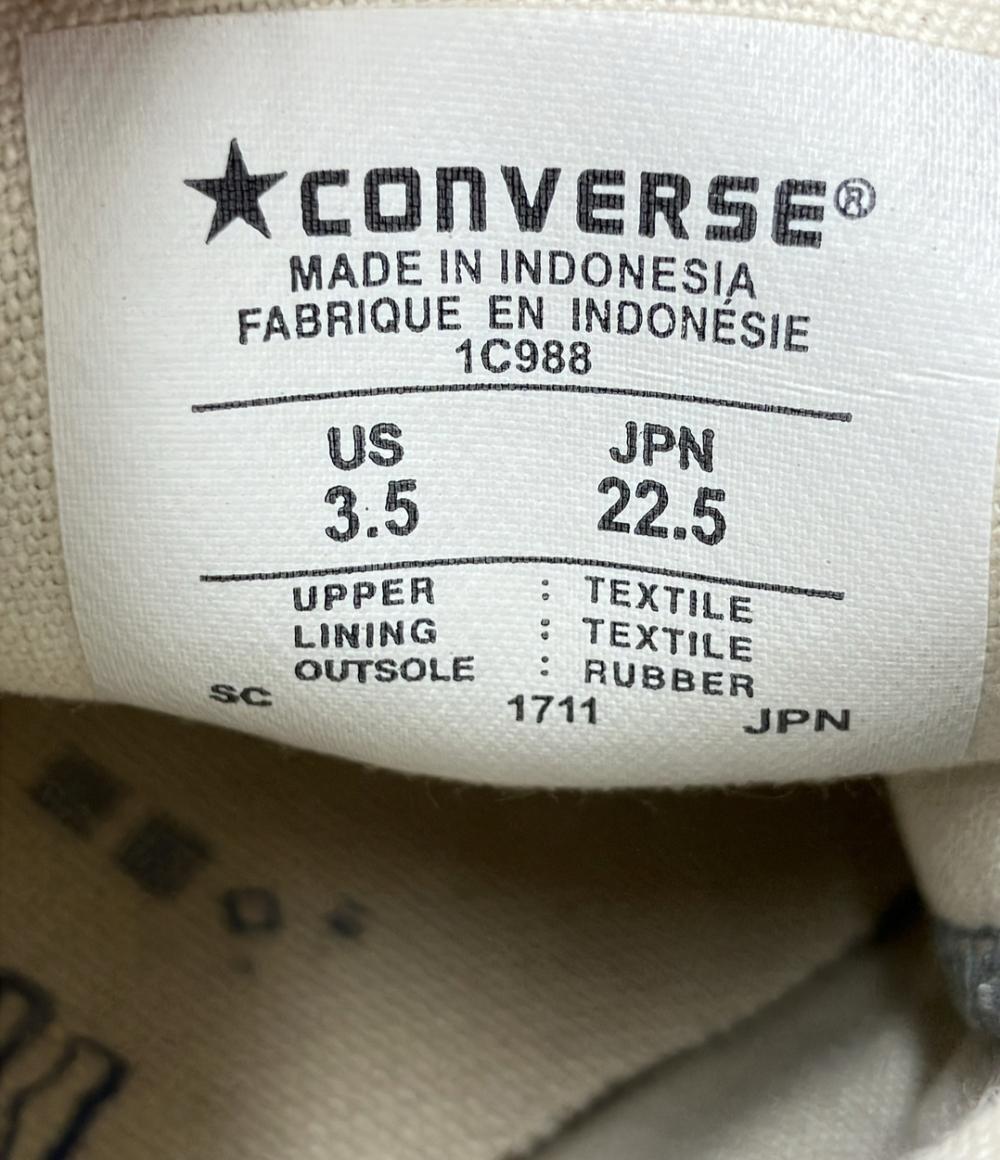 ★CONVERSE®
MADE IN INDONESIA
FABRIQUE EN INDONÉSIE
1C988
US JPN
3.5 22.5
UPPER : TEXTILE
LINING : TEXTILE
OUTSOLE : RUBBER
SC 1711 JPN